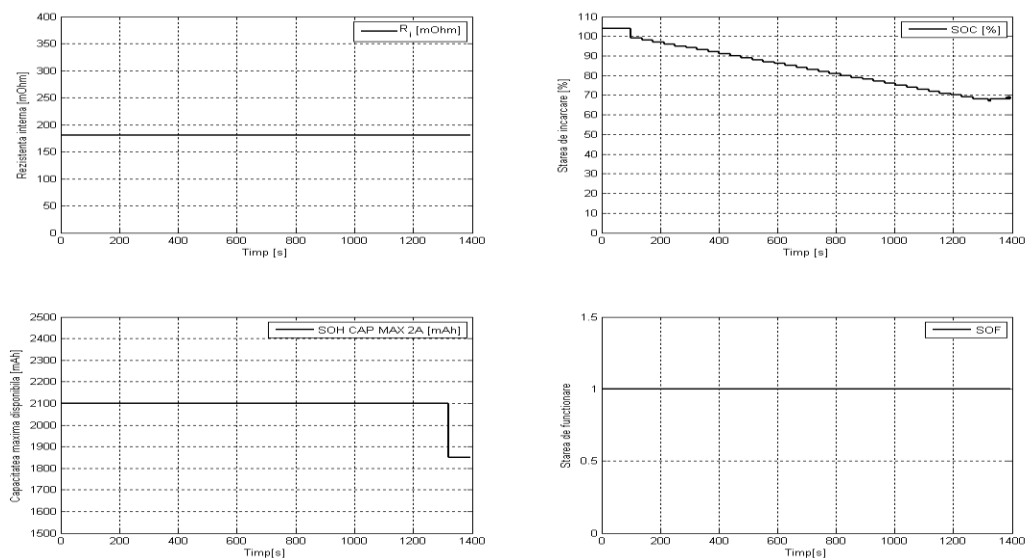 400
350
300
250
200
150
100
50
0
Rezistenta interna [mOhm]
R i [mOhm]
0 200 400 600 800 1000 1200 1400
Timp [s]
110
100
90
80
70
60
50
40
30
20
10
0
Starea de incarcare [%]
SOC [%]
0 200 400 600 800 1000 1200 1400
Timp [s]
2500
2400
2300
2200
2100
2000
1900
1800
1700
1600
1500
Capacitatea maxima disponibila [mAh]
SOH CAP MAX 2A [mAh]
0 200 400 600 800 1000 1200 1400
Timp[s]
1.5
1
0.5
0
Starea de functionare
SOF
0 200 400 600 800 1000 1200 1400
Timp[s]